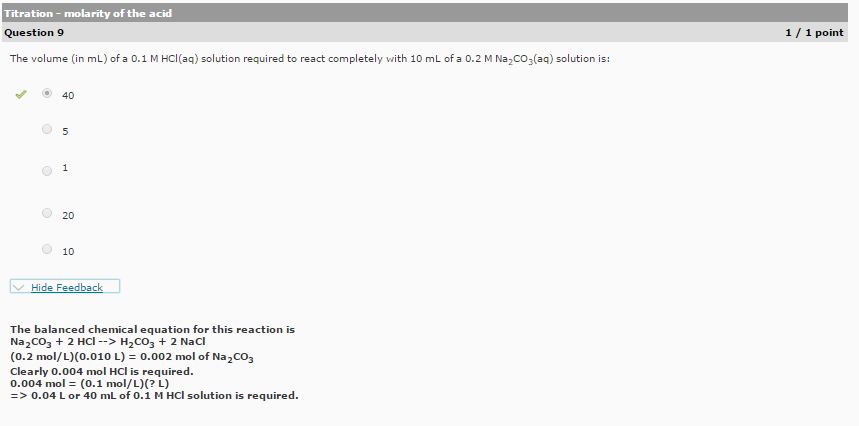 Titration - molarity of the acid
Question 9 1 / 1 point
The volume (in mL) of a 0.1 M HCl(aq) solution required to react completely with 10 mL of a 0.2 M Na₂CO₃(aq) solution is:
40
5
1
20
10
Hide Feedback
The balanced chemical equation for this reaction is
Na₂CO₃ + 2 HCl --> H₂CO₃ + 2 NaCl
(0.2 mol/L)(0.010 L) = 0.002 mol of Na₂CO₃
Clearly 0.004 mol HCl is required.
0.004 mol = (0.1 mol/L)(? L)
=> 0.04 L or 40 mL of 0.1 M HCl solution is required.